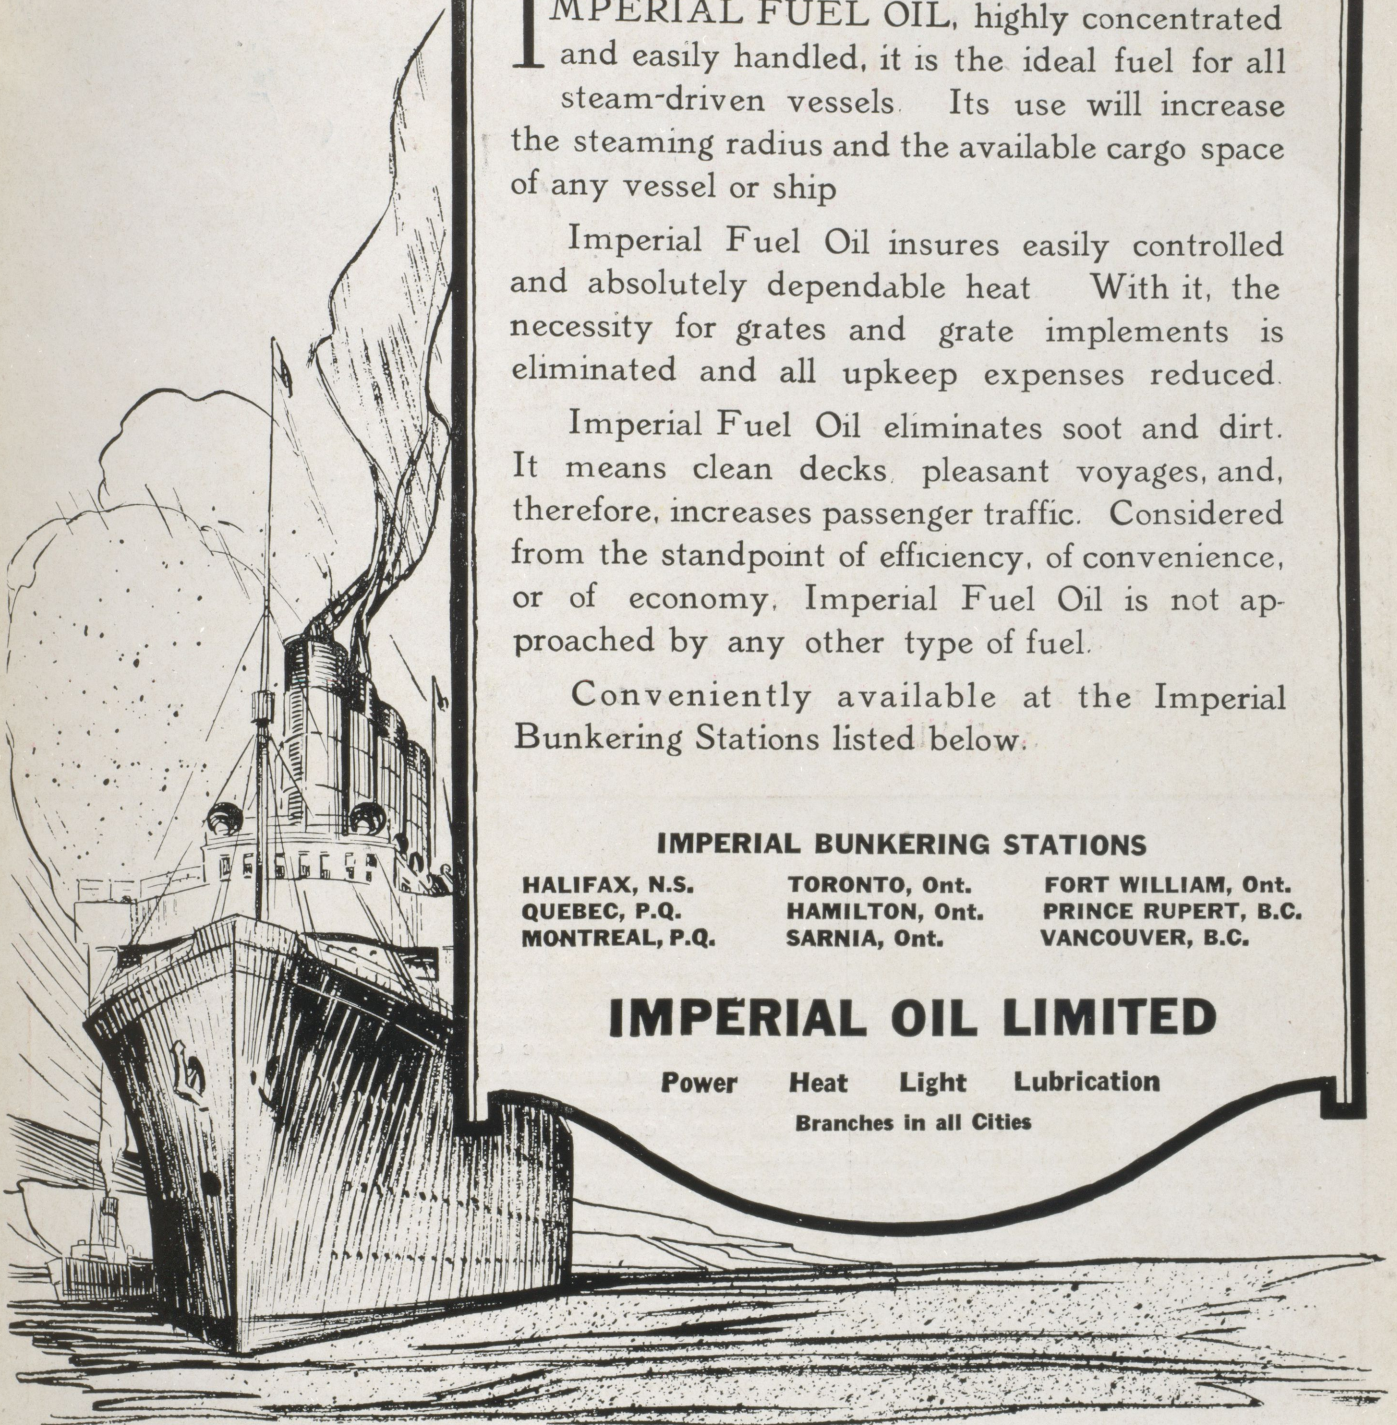 IMPERIAL FUEL OIL, highly concentrated
and easily handled, it is the ideal fuel for all
steam-driven vessels. Its use will increase
the steaming radius and the available cargo space
of any vessel or ship
Imperial Fuel Oil insures easily controlled
and absolutely dependable heat With it, the
necessity for grates and grate implements is
eliminated and all upkeep expenses reduced.
Imperial Fuel Oil eliminates soot and dirt.
It means clean decks, pleasant voyages, and,
therefore, increases passenger traffic. Considered
from the standpoint of efficiency, of convenience,
or of economy, Imperial Fuel Oil is not ap-
proached by any other type of fuel.
Conveniently available at the Imperial
Bunkering Stations listed below.
IMPERIAL BUNKERING STATIONS
HALIFAX, N.S. TORONTO, Ont. FORT WILLIAM, Ont.
QUEBEC, P.Q. HAMILTON, Ont. PRINCE RUPERT, B.C.
MONTREAL, P.Q. SARNIA, Ont. VANCOUVER, B.C.
IMPERIAL OIL LIMITED
Power Heat Light Lubrication
Branches in all Cities